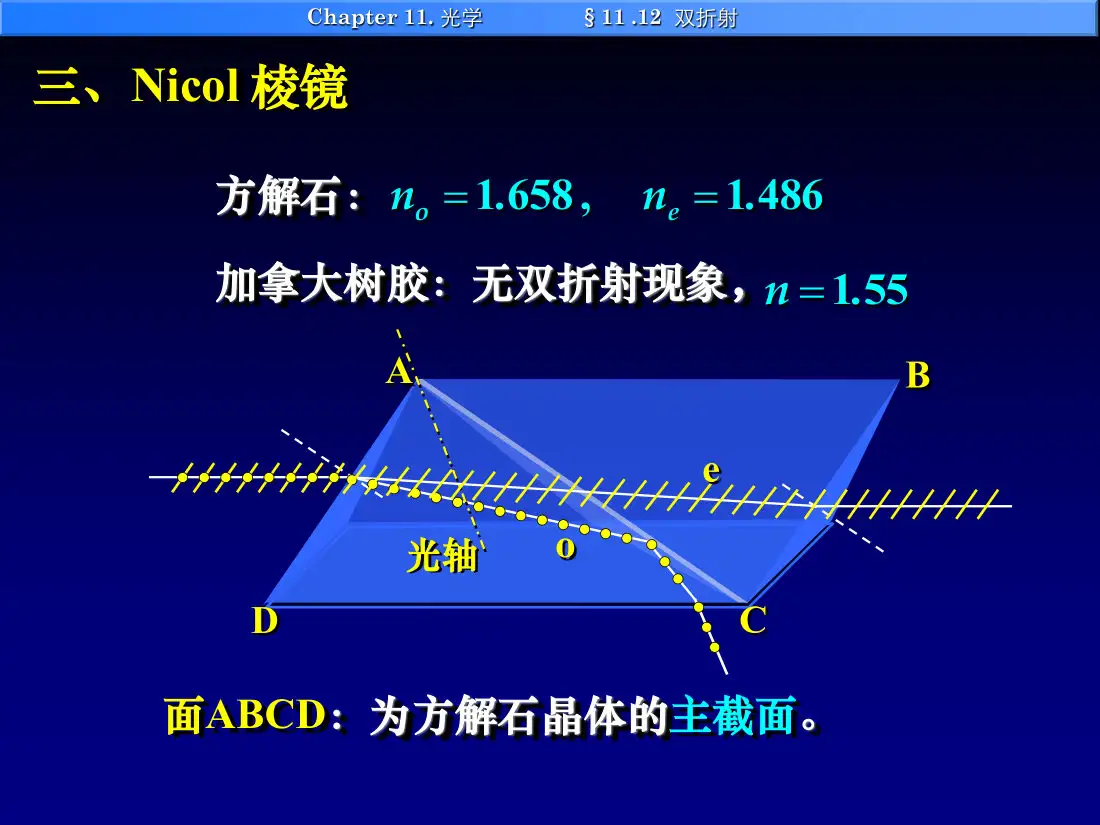 Chapter 11. 光学 §11 .12 双折射
三、Nicol 棱镜
方解石： nₒ = 1.658 , nₑ = 1.486
加拿大树胶：无双折射现象，n = 1.55
A
B
e
光轴
o
D
C
面ABCD：为方解石晶体的主截面。